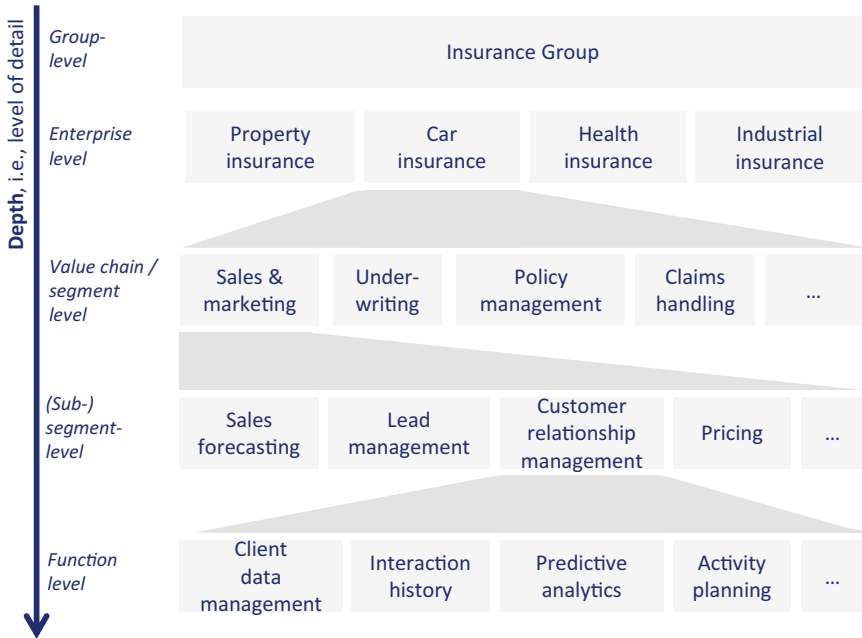 Depth, i.e., level of detail
Group-
level
Insurance Group
Enterprise
level
Property
insurance
Car
insurance
Health
insurance
Industrial
insurance
Value chain /
segment
level
Sales &
marketing
Under-
writing
Policy
management
Claims
handling
...
(Sub-)
segment-
level
Sales
forecasting
Lead
management
Customer
relationship
management
Pricing
...
Function
level
Client
data
management
Interaction
history
Predictive
analytics
Activity
planning
...